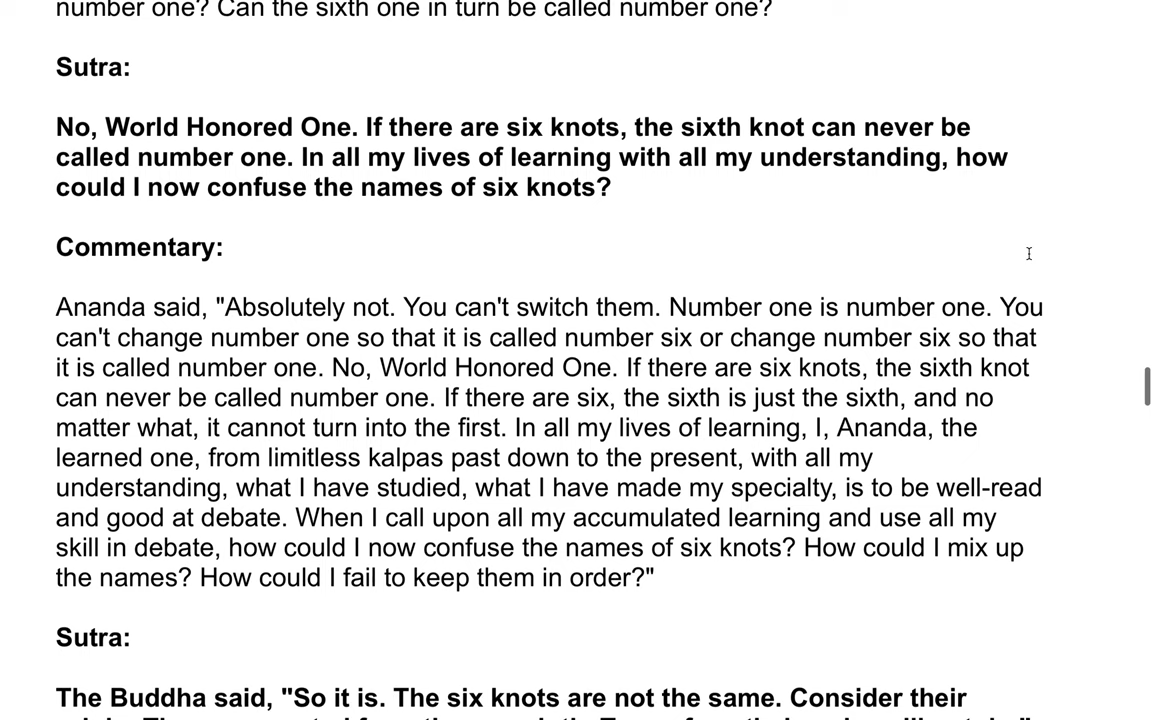 number one? Can the sixth one in turn be called number one?
Sutra:
No, World Honored One. If there are six knots, the sixth knot can never be
called number one. In all my lives of learning with all my understanding, how
could I now confuse the names of six knots?
Commentary:
Ananda said, "Absolutely not. You can't switch them. Number one is number one. You
can't change number one so that it is called number six or change number six so that
it is called number one. No, World Honored One. If there are six knots, the sixth knot
can never be called number one. If there are six, the sixth is just the sixth, and no
matter what, it cannot turn into the first. In all my lives of learning, I, Ananda, the
learned one, from limitless kalpas past down to the present, with all my
understanding, what I have studied, what I have made my specialty, is to be well-read
and good at debate. When I call upon all my accumulated learning and use all my
skill in debate, how could I now confuse the names of six knots? How could I mix up
the names? How could I fail to keep them in order?"
Sutra:
The Buddha said, "So it is. The six knots are not the same. Consider their